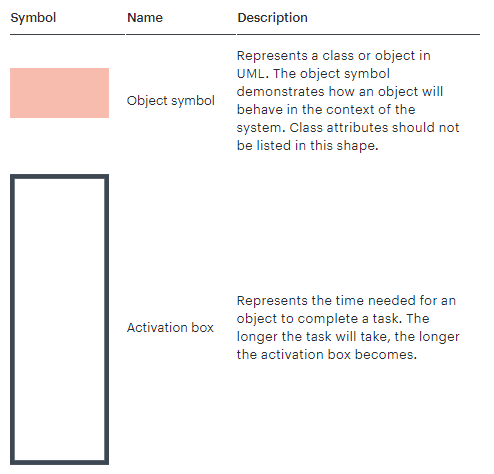 Symbol Name Description
Represents a class or object in
UML. The object symbol
demonstrates how an object will
Object symbol
behave in the context of the
system. Class attributes should not
be listed in this shape.
Represents the time needed for an
object to complete a task. The
Activation box
longer the task will take, the longer
the activation box becomes.